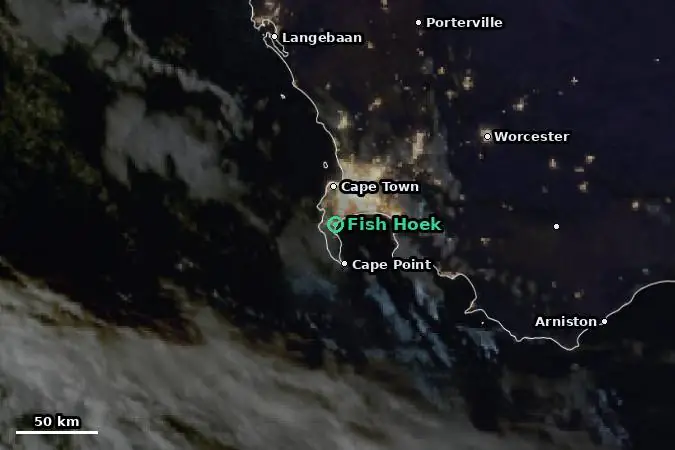 Porterville
Langebaan
Worcester
Cape Town
Fish Hoek
Cape Point
Arniston
50 km